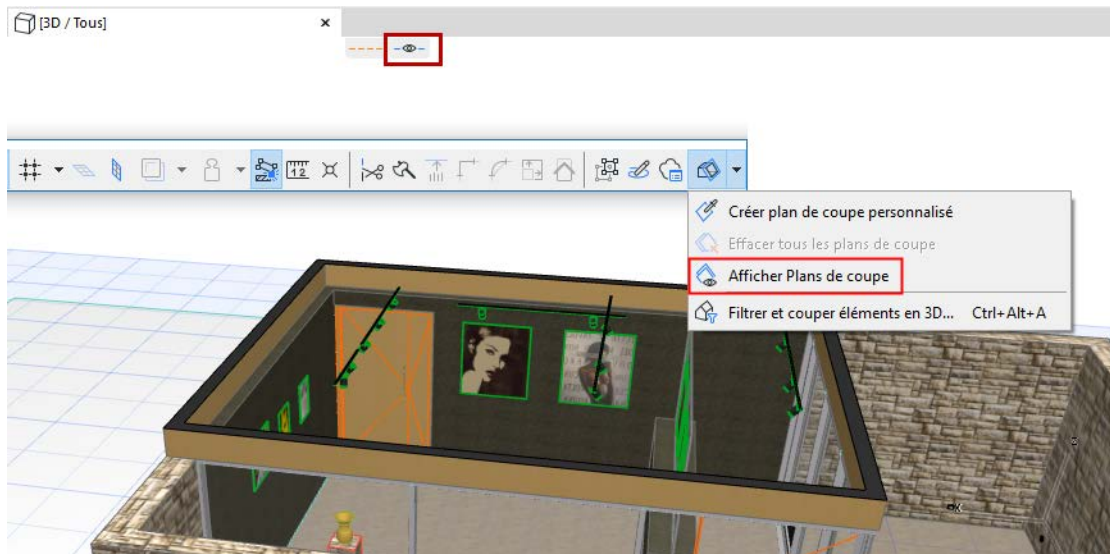 [3D / Tous]
12
Créer plan de coupe personnalisé
Effacer tous les plans de coupe
Afficher Plans de coupe
Filtrer et couper éléments en 3D... Ctrl+Alt+A